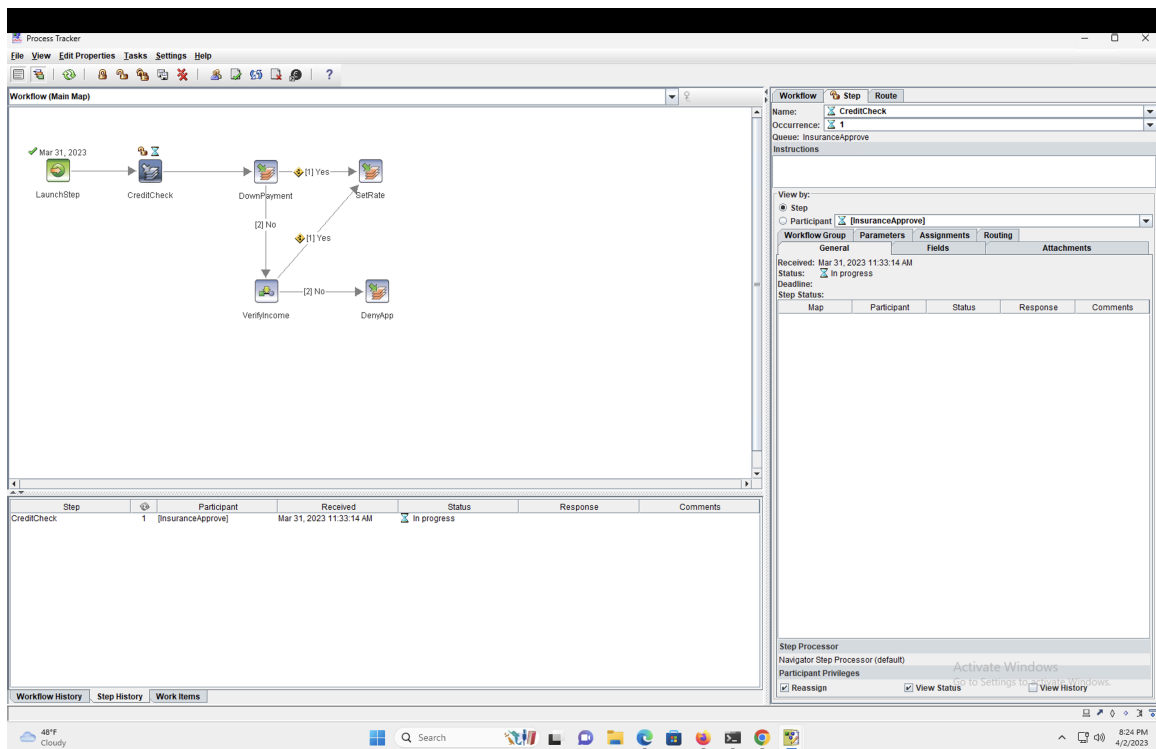 Process Tracker
File View Edit Properties Tasks Settings Help
?
Workflow (Main Map)
Mar 31, 2023
LaunchStep
CreditCheck
DownPayment
[1] Yes
SetRate
[2] No
[1] Yes
VerifyIncome
[2] No
DenyApp
Step Participant Received Status Response Comments
CreditCheck 1 [InsuranceApprove] Mar 31, 2023 11:33:14 AM In progress
Workflow History Step History Work Items
Workflow Step Route
Name: CreditCheck
Occurrence: 1
Queue: InsuranceApprove
Instructions
View by:
Step
Participant [InsuranceApprove]
Workflow Group Parameters Assignments Routing
General Fields Attachments
Received: Mar 31, 2023 11:33:14 AM
Status: In progress
Deadline:
Step Status:
Map Participant Status Response Comments
Step Processor
Navigator Step Processor (default)
Participant Privileges
Reassign View Status View History
Activate Windows
Go to Settings to activate Windows.
48°F
Cloudy
Search
8:24 PM
4/2/2023